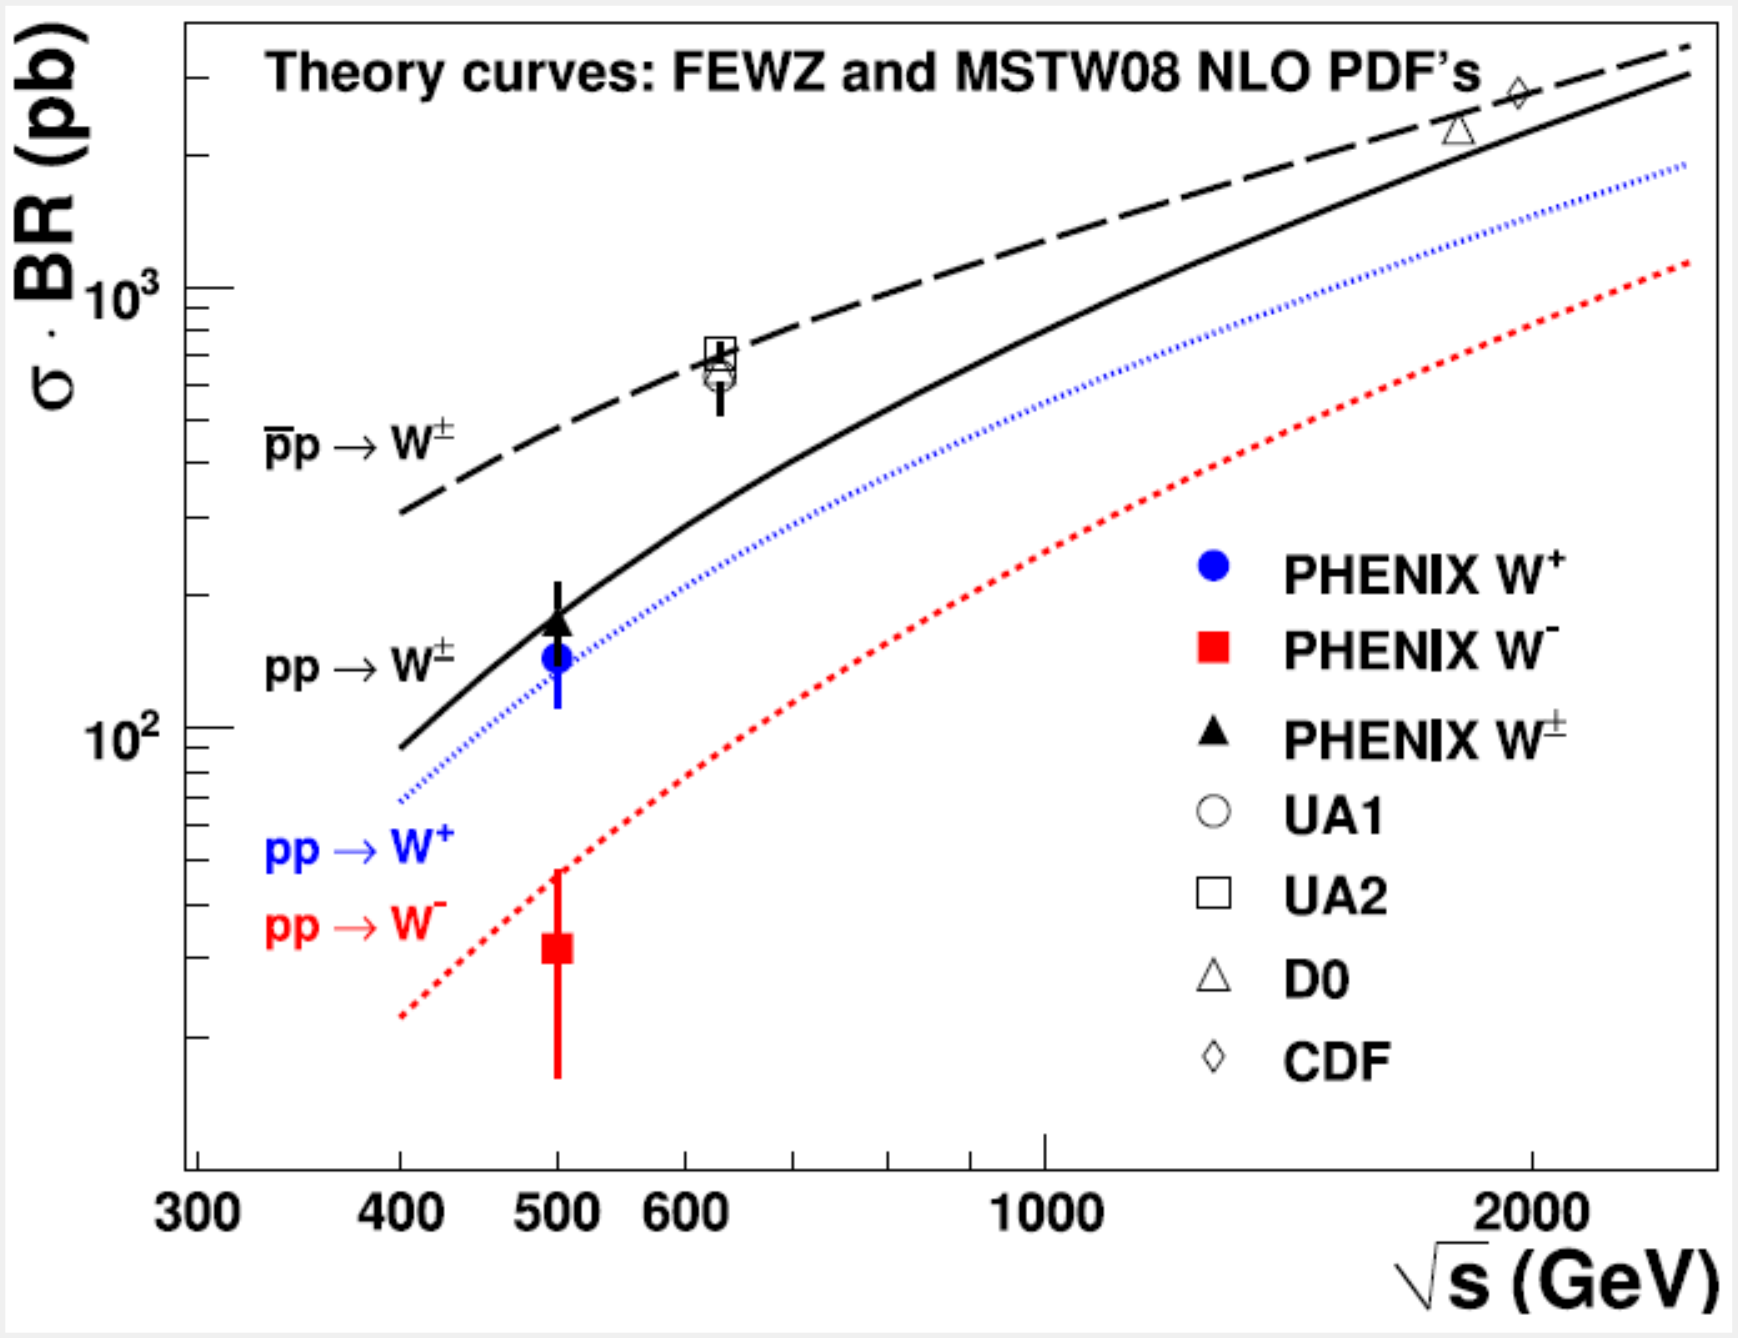 Theory curves: FEWZ and MSTW08 NLO PDF's
σ · BR (pb)
10³
10²
p̅p → W±
pp → W±
pp → W⁺
pp → W⁻
PHENIX W⁺
PHENIX W⁻
PHENIX W±
UA1
UA2
D0
CDF
300 400 500 600 1000 2000
√s (GeV)